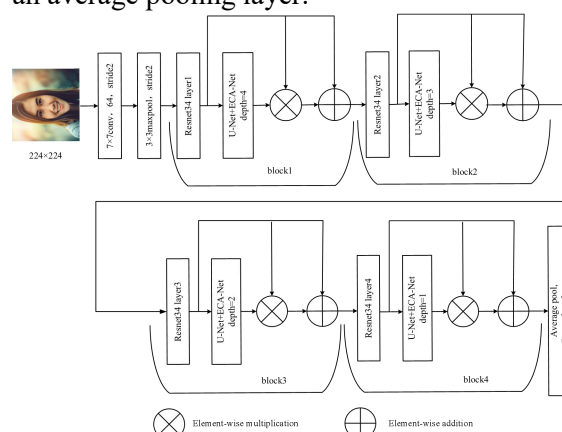 an average pooling layer.
224×224
7×7conv, 64, stride2
3×3maxpool, stride2
Resnet34 layer1
U-Net+ECA-Net
depth=4
block1
Resnet34 layer2
U-Net+ECA-Net
depth=3
block2
Resnet34 layer3
U-Net+ECA-Net
depth=2
block3
Resnet34 layer4
U-Net+ECA-Net
depth=1
block4
Average pool,
Element-wise multiplication
Element-wise addition